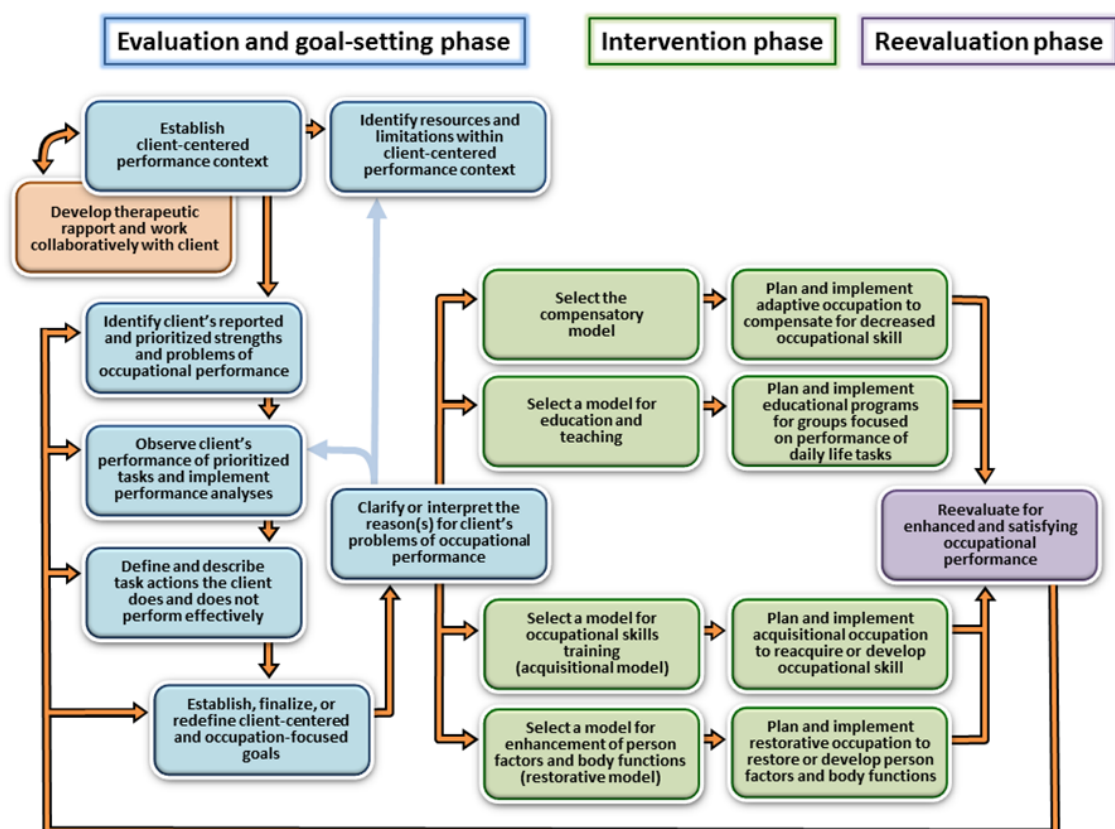 Evaluation and goal-setting phase
Intervention phase
Reevaluation phase
Establish
client-centered
performance context
Identify resources and
limitations within
client-centered
performance context
Develop therapeutic
rapport and work
collaboratively with client
Identify client's reported
and prioritized strengths
and problems of
occupational performance
Observe client's
performance of prioritized
tasks and implement
performance analyses
Define and describe
task actions the client
does and does not
perform effectively
Establish, finalize, or
redefine client-centered
and occupation-focused
goals
Clarify or interpret the
reason(s) for client's
problems of occupational
performance
Select the
compensatory
model
Plan and implement
adaptive occupation to
compensate for decreased
occupational skill
Select a model for
education and
teaching
Plan and implement
educational programs
for groups focused
on performance of
daily life tasks
Select a model for
occupational skills
training
(acquisitional model)
Plan and implement
acquisitional occupation
to reacquire or develop
occupational skill
Select a model for
enhancement of person
factors and body functions
(restorative model)
Plan and implement
restorative occupation to
restore or develop person
factors and body functions
Reevaluate for
enhanced and satisfying
occupational
performance